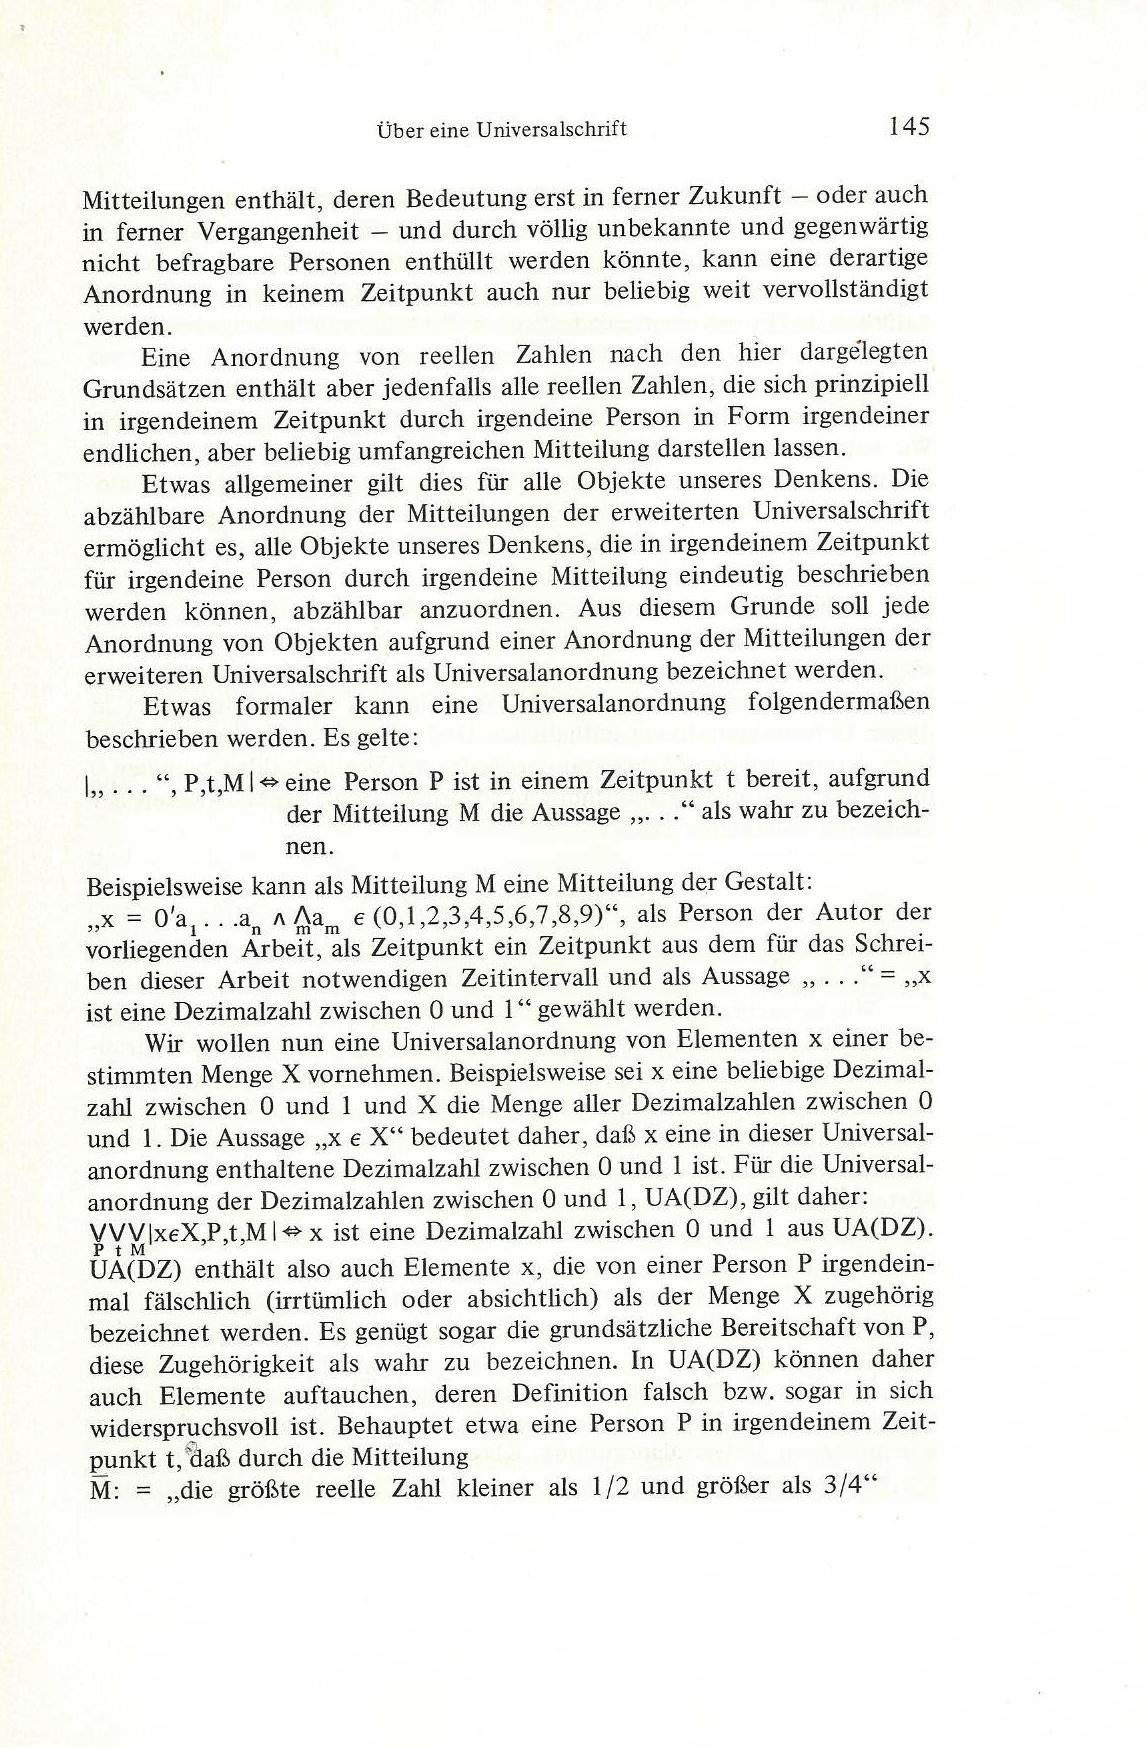 Über eine Universalschrift 145
Mitteilungen enthält, deren Bedeutung erst in ferner Zukunft – oder auch
in ferner Vergangenheit – und durch völlig unbekannte und gegenwärtig
nicht befragbare Personen enthüllt werden könnte, kann eine derartige
Anordnung in keinem Zeitpunkt auch nur beliebig weit vervollständigt
werden.
Eine Anordnung von reellen Zahlen nach den hier dargelegten
Grundsätzen enthält aber jedenfalls alle reellen Zahlen, die sich prinzipiell
in irgendeinem Zeitpunkt durch irgendeine Person in Form irgendeiner
endlichen, aber beliebig umfangreichen Mitteilung darstellen lassen.
Etwas allgemeiner gilt dies für alle Objekte unseres Denkens. Die
abzählbare Anordnung der Mitteilungen der erweiterten Universalschrift
ermöglicht es, alle Objekte unseres Denkens, die in irgendeinem Zeitpunkt
für irgendeine Person durch irgendeine Mitteilung eindeutig beschrieben
werden können, abzählbar anzuordnen. Aus diesem Grunde soll jede
Anordnung von Objekten aufgrund einer Anordnung der Mitteilungen der
erweiteren Universalschrift als Universalanordnung bezeichnet werden.
Etwas formaler kann eine Universalanordnung folgendermaßen
beschrieben werden. Es gelte:
|„ . . . “, P,t,M | ⇔ eine Person P ist in einem Zeitpunkt t bereit, aufgrund
der Mitteilung M die Aussage „. . .“ als wahr zu bezeich-
nen.
Beispielsweise kann als Mitteilung M eine Mitteilung der Gestalt:
„x = 0'a₁. . .aₙ ∧ ⋀aₘ ϵ (0,1,2,3,4,5,6,7,8,9)“, als Person der Autor der
m
vorliegenden Arbeit, als Zeitpunkt ein Zeitpunkt aus dem für das Schrei-
ben dieser Arbeit notwendigen Zeitintervall und als Aussage „ . . .“ = „x
ist eine Dezimalzahl zwischen 0 und 1“ gewählt werden.
Wir wollen nun eine Universalanordnung von Elementen x einer be-
stimmten Menge X vornehmen. Beispielsweise sei x eine beliebige Dezimal-
zahl zwischen 0 und 1 und X die Menge aller Dezimalzahlen zwischen 0
und 1. Die Aussage „x ϵ X“ bedeutet daher, daß x eine in dieser Universal-
anordnung enthaltene Dezimalzahl zwischen 0 und 1 ist. Für die Universal-
anordnung der Dezimalzahlen zwischen 0 und 1, UA(DZ), gilt daher:
VVV|xϵX,P,t,M | ⇔ x ist eine Dezimalzahl zwischen 0 und 1 aus UA(DZ).
P t M
UA(DZ) enthält also auch Elemente x, die von einer Person P irgendein-
mal fälschlich (irrtümlich oder absichtlich) als der Menge X zugehörig
bezeichnet werden. Es genügt sogar die grundsätzliche Bereitschaft von P,
diese Zugehörigkeit als wahr zu bezeichnen. In UA(DZ) können daher
auch Elemente auftauchen, deren Definition falsch bzw. sogar in sich
widerspruchsvoll ist. Behauptet etwa eine Person P in irgendeinem Zeit-
punkt t, daß durch die Mitteilung
M̅: = „die größte reelle Zahl kleiner als 1/2 und größer als 3/4“